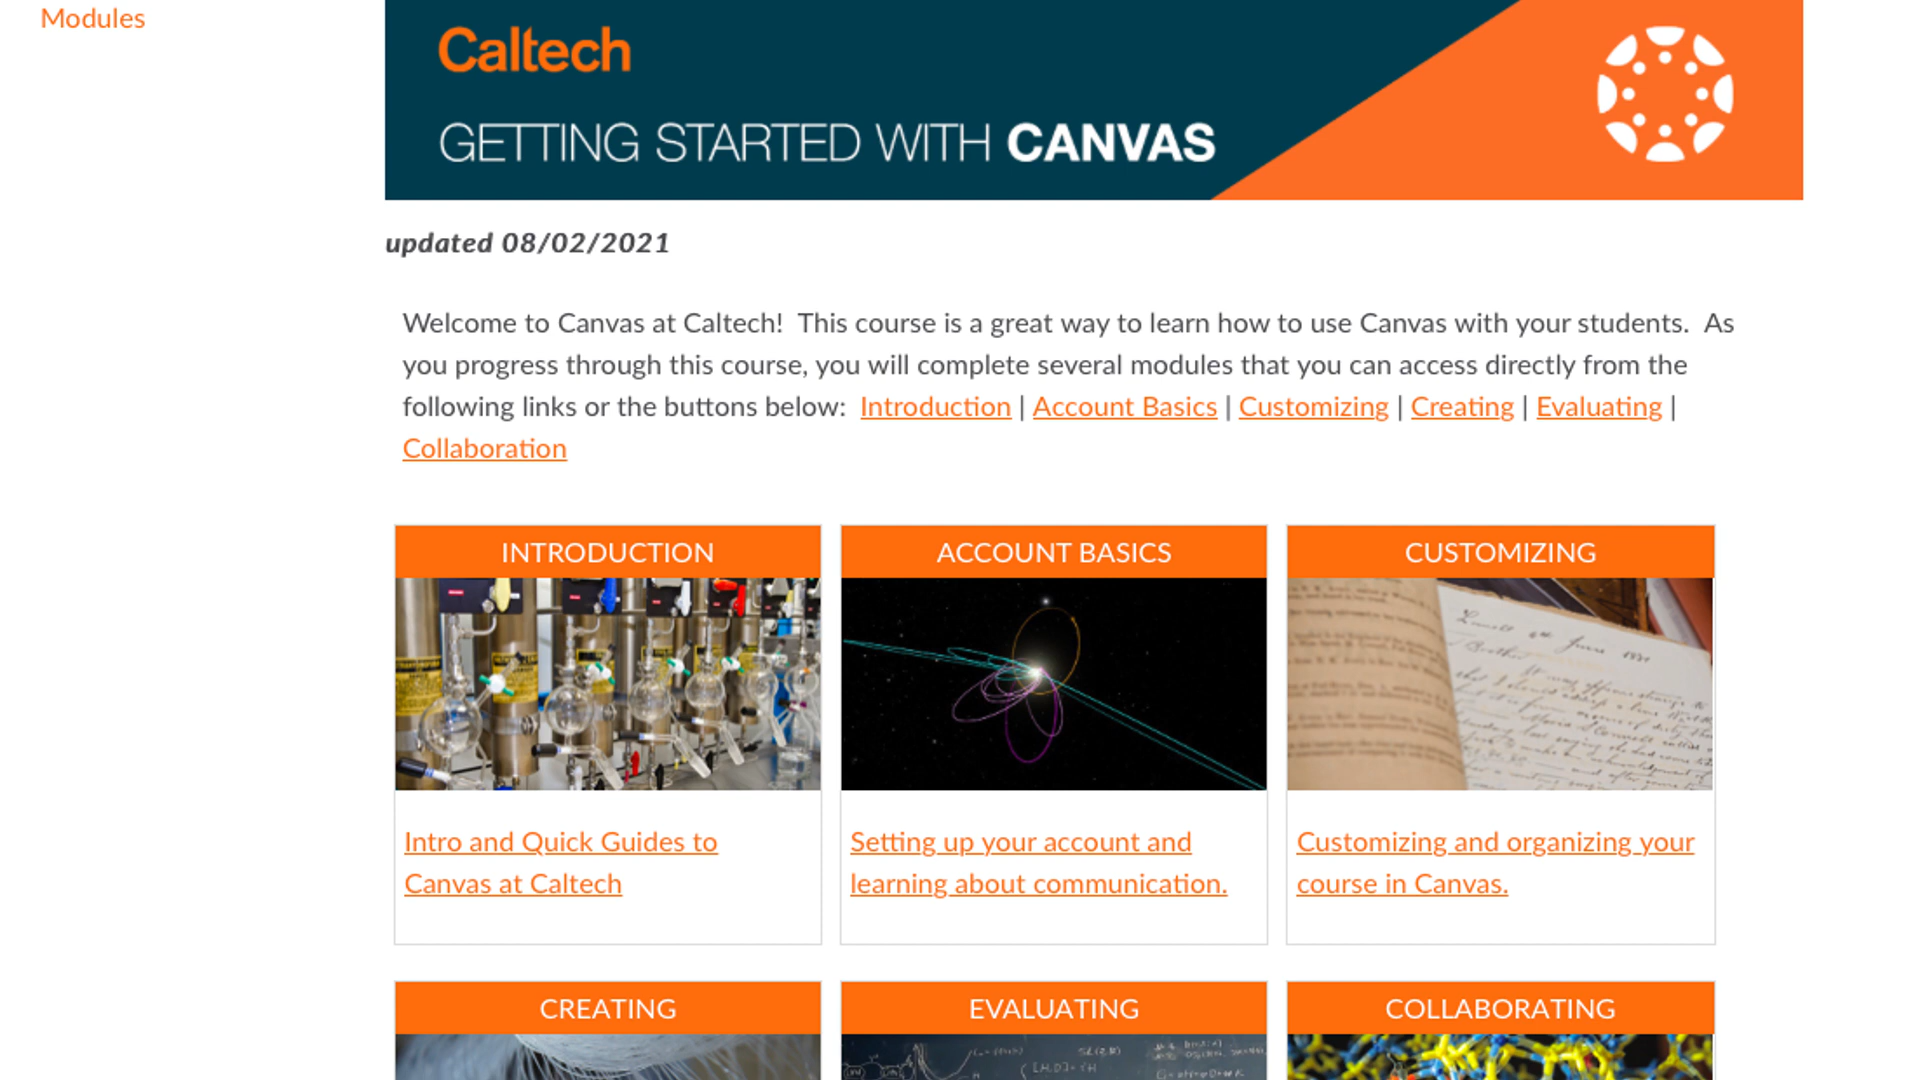 Modules
Caltech
GETTING STARTED WITH CANVAS
updated 08/02/2021
Welcome to Canvas at Caltech!  This course is a great way to learn how to use Canvas with your students.  As
you progress through this course, you will complete several modules that you can access directly from the
following links or the buttons below:  Introduction | Account Basics | Customizing | Creating | Evaluating |
Collaboration
INTRODUCTION
ACCOUNT BASICS
CUSTOMIZING
Intro and Quick Guides to
Canvas at Caltech
Setting up your account and
learning about communication.
Customizing and organizing your
course in Canvas.
CREATING
EVALUATING
COLLABORATING